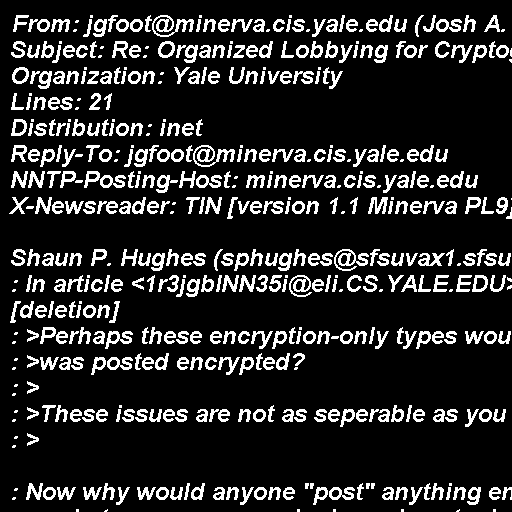 From: jgfoot@minerva.cis.yale.edu (Josh A.
Subject: Re: Organized Lobbying for Cryptog
Organization: Yale University
Lines: 21
Distribution: inet
Reply-To: jgfoot@minerva.cis.yale.edu
NNTP-Posting-Host: minerva.cis.yale.edu
X-Newsreader: TIN [version 1.1 Minerva PL9]
Shaun P. Hughes (sphughes@sfsuvax1.sfsu
: In article <1r3jgbINN35i@eli.CS.YALE.EDU>
[deletion]
: >Perhaps these encryption-only types wou
: >was posted encrypted?
: >
: >These issues are not as seperable as you
: >
: Now why would anyone "post" anything en